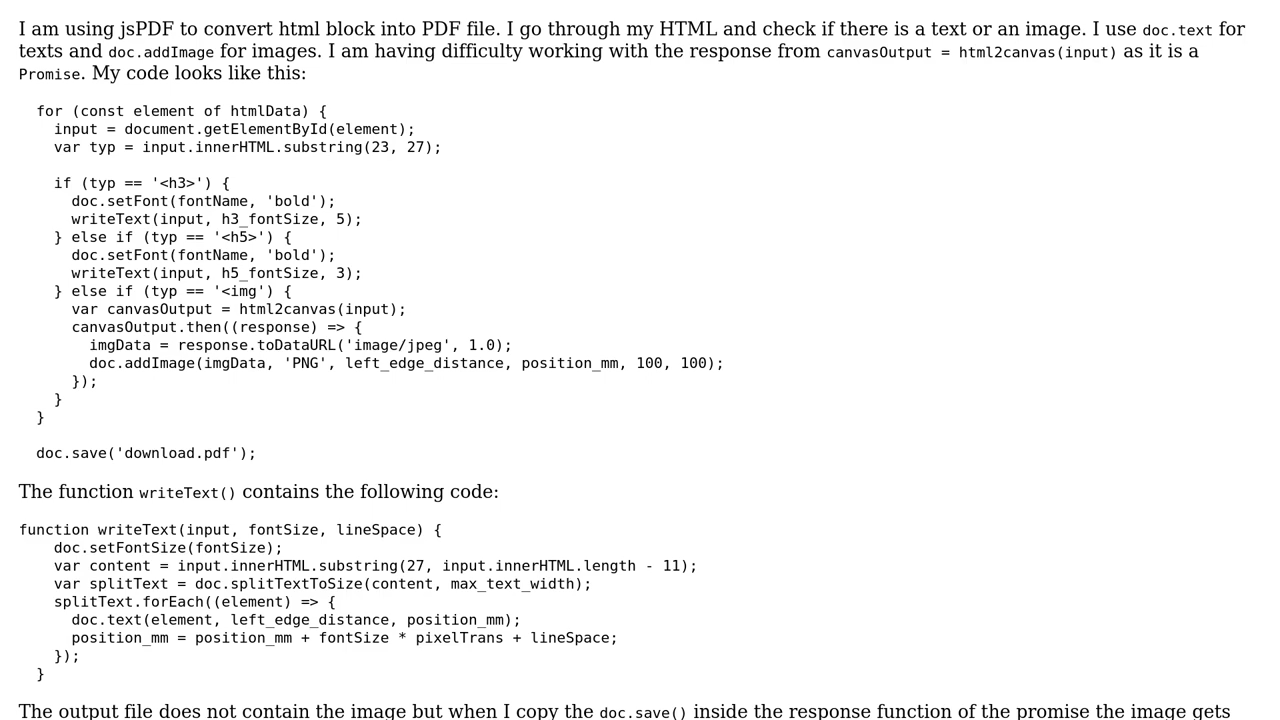 I am using jsPDF to convert html block into PDF file. I go through my HTML and check if there is a text or an image. I use doc.text for
texts and doc.addImage for images. I am having difficulty working with the response from canvasOutput = html2canvas(input) as it is a
Promise. My code looks like this:
for (const element of htmlData) {
input = document.getElementById(element);
var typ = input.innerHTML.substring(23, 27);
if (typ == '<h3>') {
doc.setFont(fontName, 'bold');
writeText(input, h3_fontSize, 5);
} else if (typ == '<h5>') {
doc.setFont(fontName, 'bold');
writeText(input, h5_fontSize, 3);
} else if (typ == '<img') {
var canvasOutput = html2canvas(input);
canvasOutput.then((response) => {
imgData = response.toDataURL('image/jpeg', 1.0);
doc.addImage(imgData, 'PNG', left_edge_distance, position_mm, 100, 100);
});
}
}
doc.save('download.pdf');
The function writeText() contains the following code:
function writeText(input, fontSize, lineSpace) {
doc.setFontSize(fontSize);
var content = input.innerHTML.substring(27, input.innerHTML.length - 11);
var splitText = doc.splitTextToSize(content, max_text_width);
splitText.forEach((element) => {
doc.text(element, left_edge_distance, position_mm);
position_mm = position_mm + fontSize * pixelTrans + lineSpace;
});
}
The output file does not contain the image but when I copy the doc.save() inside the response function of the promise the image gets